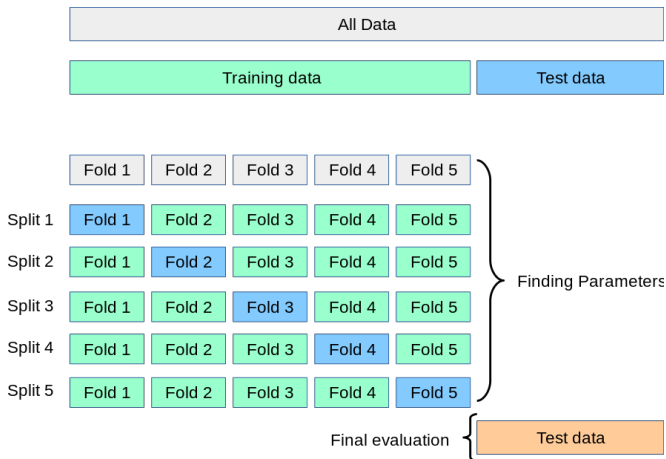 All Data
Training data Test data
Fold 1 Fold 2 Fold 3 Fold 4 Fold 5
Split 1 Fold 1 Fold 2 Fold 3 Fold 4 Fold 5
Split 2 Fold 1 Fold 2 Fold 3 Fold 4 Fold 5
Finding Parameters
Split 3 Fold 1 Fold 2 Fold 3 Fold 4 Fold 5
Split 4 Fold 1 Fold 2 Fold 3 Fold 4 Fold 5
Split 5 Fold 1 Fold 2 Fold 3 Fold 4 Fold 5
Final evaluation Test data